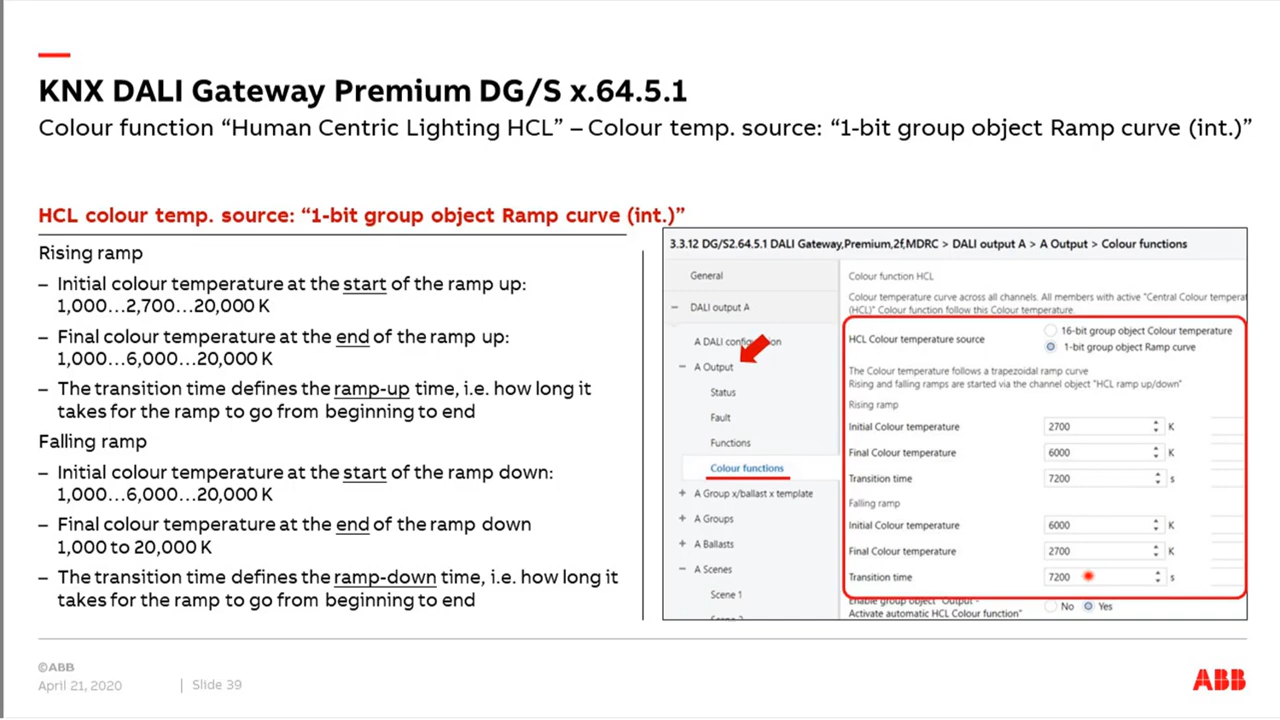 KNX DALI Gateway Premium DG/S x.64.5.1
Colour function “Human Centric Lighting HCL” – Colour temp. source: “1-bit group object Ramp curve (int.)”
HCL colour temp. source: “1-bit group object Ramp curve (int.)”
Rising ramp
– Initial colour temperature at the start of the ramp up:
1,000…2,700…20,000 K
– Final colour temperature at the end of the ramp up:
1,000…6,000…20,000 K
– The transition time defines the ramp-up time, i.e. how long it
takes for the ramp to go from beginning to end
Falling ramp
– Initial colour temperature at the start of the ramp down:
1,000…6,000…20,000 K
– Final colour temperature at the end of the ramp down
1,000 to 20,000 K
– The transition time defines the ramp-down time, i.e. how long it
takes for the ramp to go from beginning to end
3.3.12 DG/S2.64.5.1 DALI Gateway,Premium,2f,MDRC > DALI output A > A Output > Colour functions
General
– DALI output A
A DALI configuration
– A Output
Status
Fault
Functions
Colour functions
+ A Group x/ballast x template
+ A Groups
+ A Ballasts
– A Scenes
Scene 1
Colour function HCL
Colour temperature curve across all channels. All members with active "Central Colour temperat
(HCL)" Colour function follow this Colour temperature.
HCL Colour temperature source
16-bit group object Colour temperature
1-bit group object Ramp curve
The Colour temperature follows a trapezoidal ramp curve
Rising and falling ramps are started via the channel object "HCL ramp up/down"
Rising ramp
Initial Colour temperature 2700 K
Final Colour temperature 6000 K
Transition time 7200 s
Falling ramp
Initial Colour temperature 6000 K
Final Colour temperature 2700 K
Transition time 7200 s
Enable group object "Output -
Activate automatic HCL Colour function" No Yes
©ABB
April 21, 2020 | Slide 39
ABB